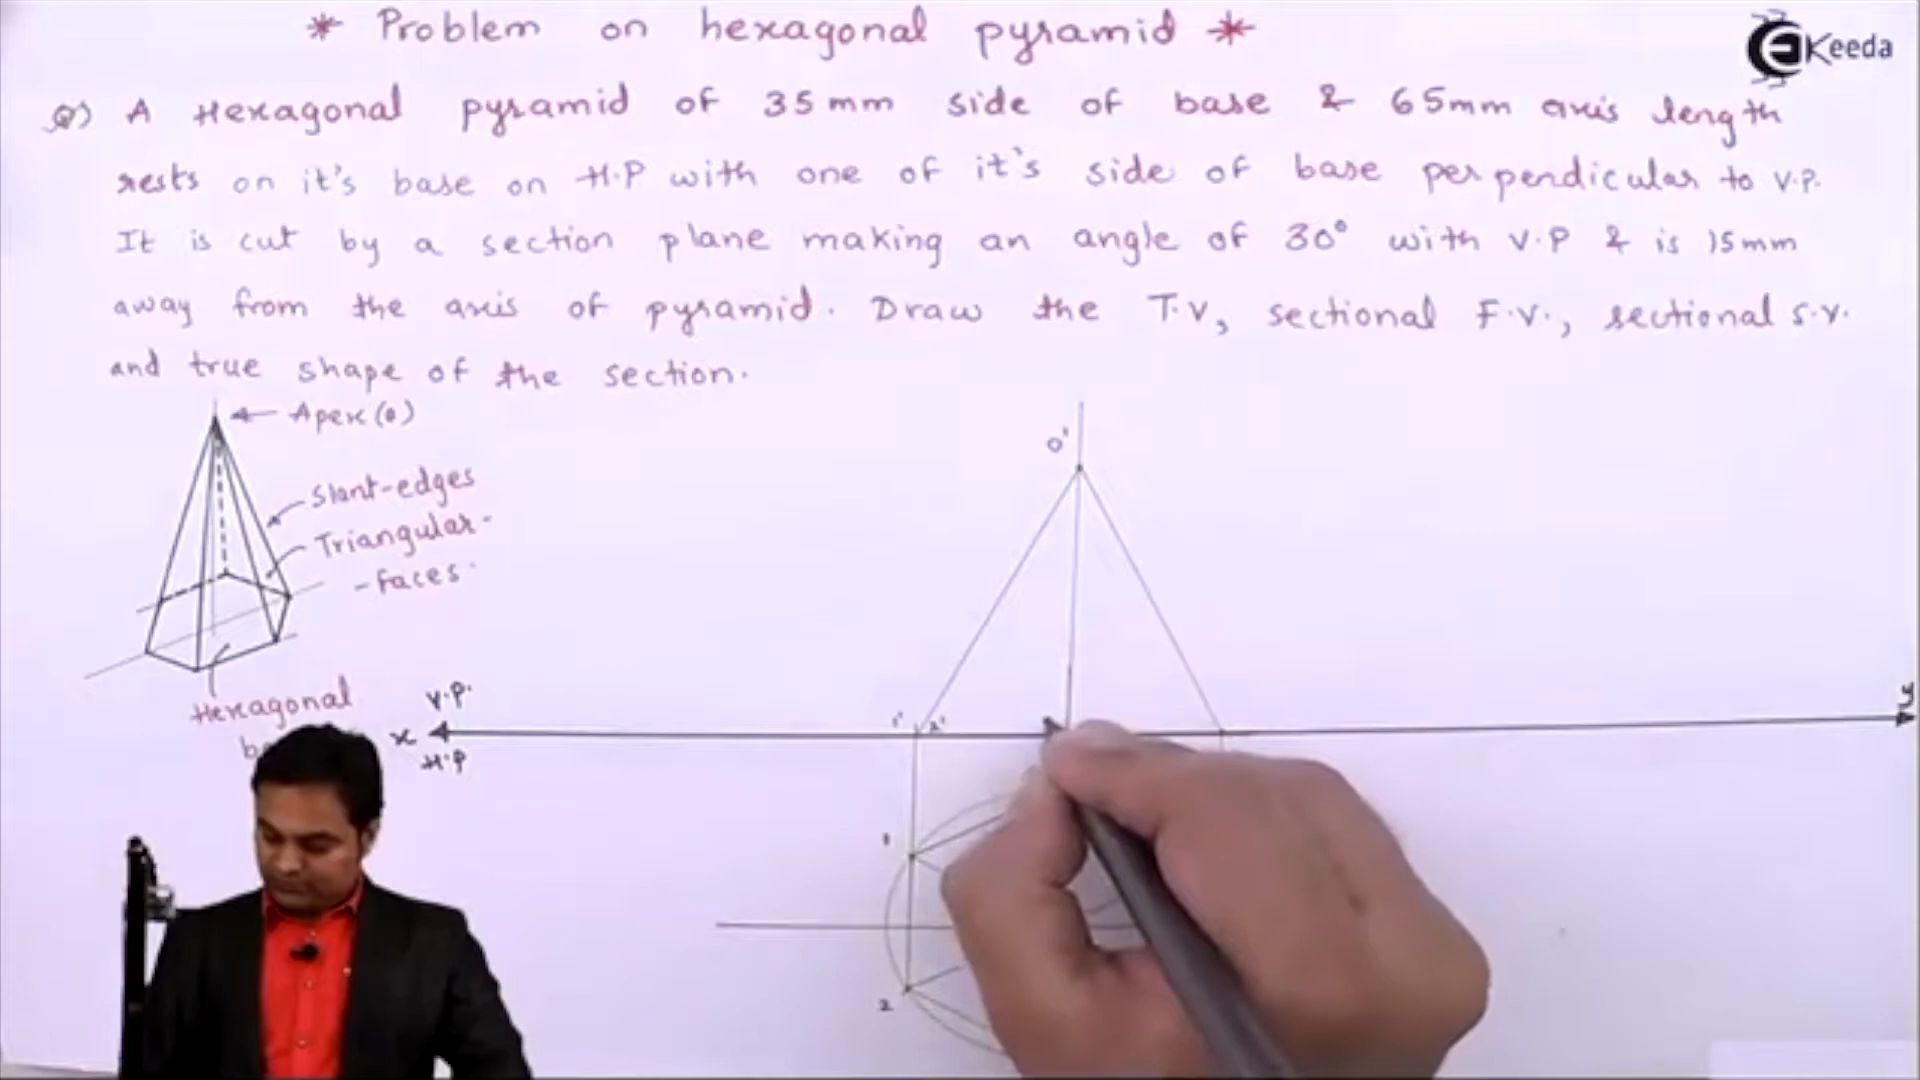 * Problem on hexagonal pyramid *
Ekeeda
Q) A Hexagonal pyramid of 35mm side of base & 65mm axis length
rests on it's base on H.P with one of it's side of base perpendicular to V.P.
It is cut by a section plane making an angle of 30° with V.P & is 15mm
away from the axis of pyramid. Draw the T.V, sectional F.V., sectional S.V.
and true shape of the section.
Apex (o)
Slant-edges
Triangular-
-faces.
Hexagonal
O'
V.P.
x
H.P
y
1' 2'
1
2